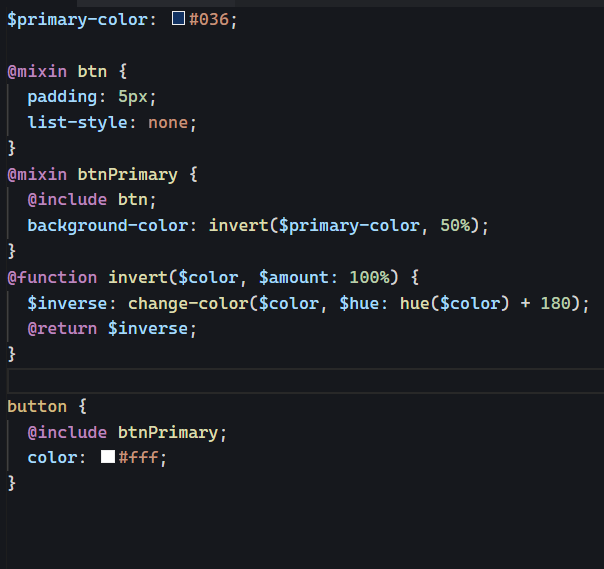 $primary-color: #036;
@mixin btn {
padding: 5px;
list-style: none;
}
@mixin btnPrimary {
@include btn;
background-color: invert($primary-color, 50%);
}
@function invert($color, $amount: 100%) {
$inverse: change-color($color, $hue: hue($color) + 180);
@return $inverse;
}
button {
@include btnPrimary;
color: #fff;
}